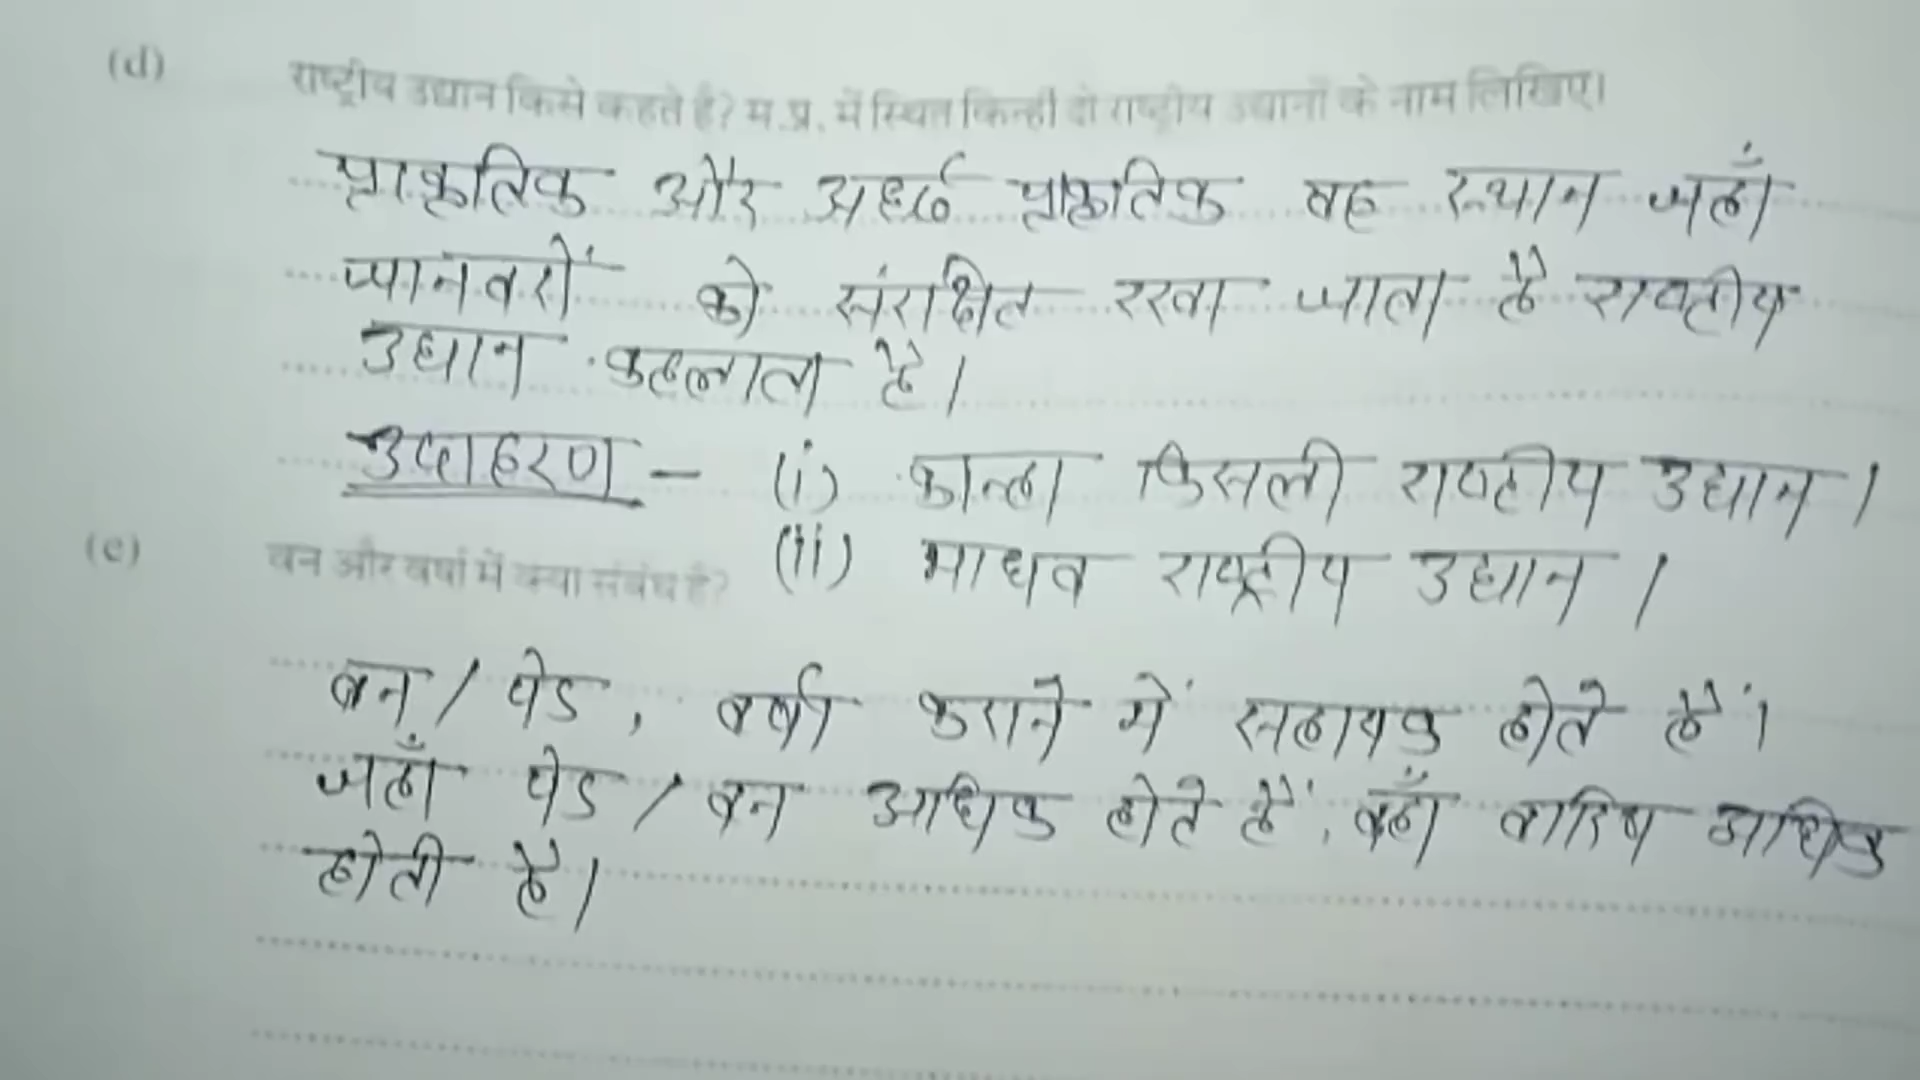 (d) राष्ट्रीय उद्यान किसे कहते है? म.प्र. में स्थित किन्हीं दो राष्ट्रीय उद्यानों के नाम लिखिए।
प्राकृतिक और अर्ध्द प्राकृतिक वह स्थान जहाँ
जानवरों को संरक्षित रखा जाता है राष्ट्रीय
उद्यान कहलाता है।
उदाहरण – (i) कान्हा किसली राष्ट्रीय उद्यान।
(ii) माधव राष्ट्रीय उद्यान।
(e) वन और वर्षा में क्या संबंध है?
वन / पेड, वर्षा कराने में सहायक होते हैं।
जहाँ पेड / वन अधिक होते हैं, वहाँ बारिष अधिक
होती है।